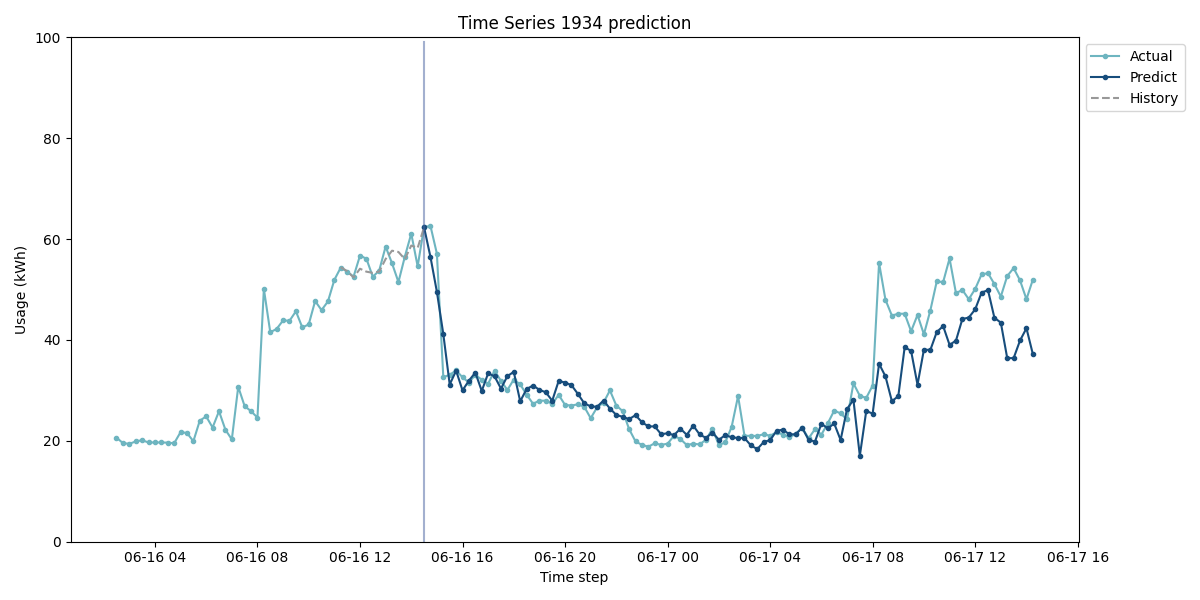 Time Series 1934 prediction
100
80
60
40
20
0
Usage (kWh)
06-16 04
06-16 08
06-16 12
06-16 16
06-16 20
06-17 00
06-17 04
06-17 08
06-17 12
06-17 16
Time step
Actual
Predict
History